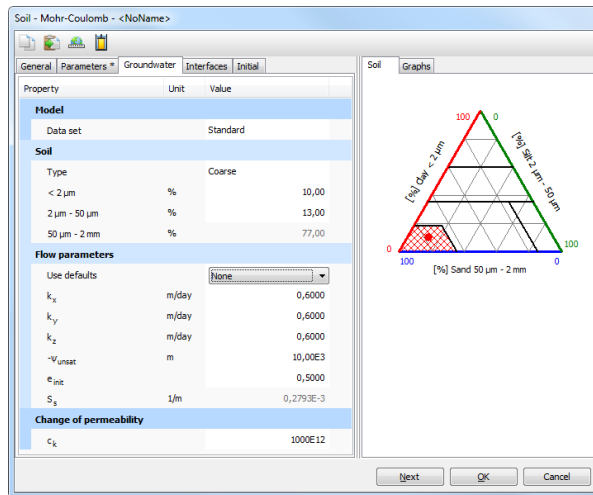 Soil - Mohr-Coulomb - <NoName>
General Parameters * Groundwater Interfaces Initial
Property Unit Value
Model
Data set Standard
Soil
Type Coarse
< 2 µm % 10,00
2 µm - 50 µm % 13,00
50 µm - 2 mm % 77,00
Flow parameters
Use defaults None
kx m/day 0,6000
ky m/day 0,6000
kz m/day 0,6000
-Ψunsat m 10,00E3
einit 0,5000
Ss 1/m 0,2793E-3
Change of permeability
ck 1000E12
Soil Graphs
100 0
[%] Clay < 2 µm
[%] Silt 2 µm - 50 µm
0 100
100 0
[%] Sand 50 µm - 2 mm
Next OK Cancel